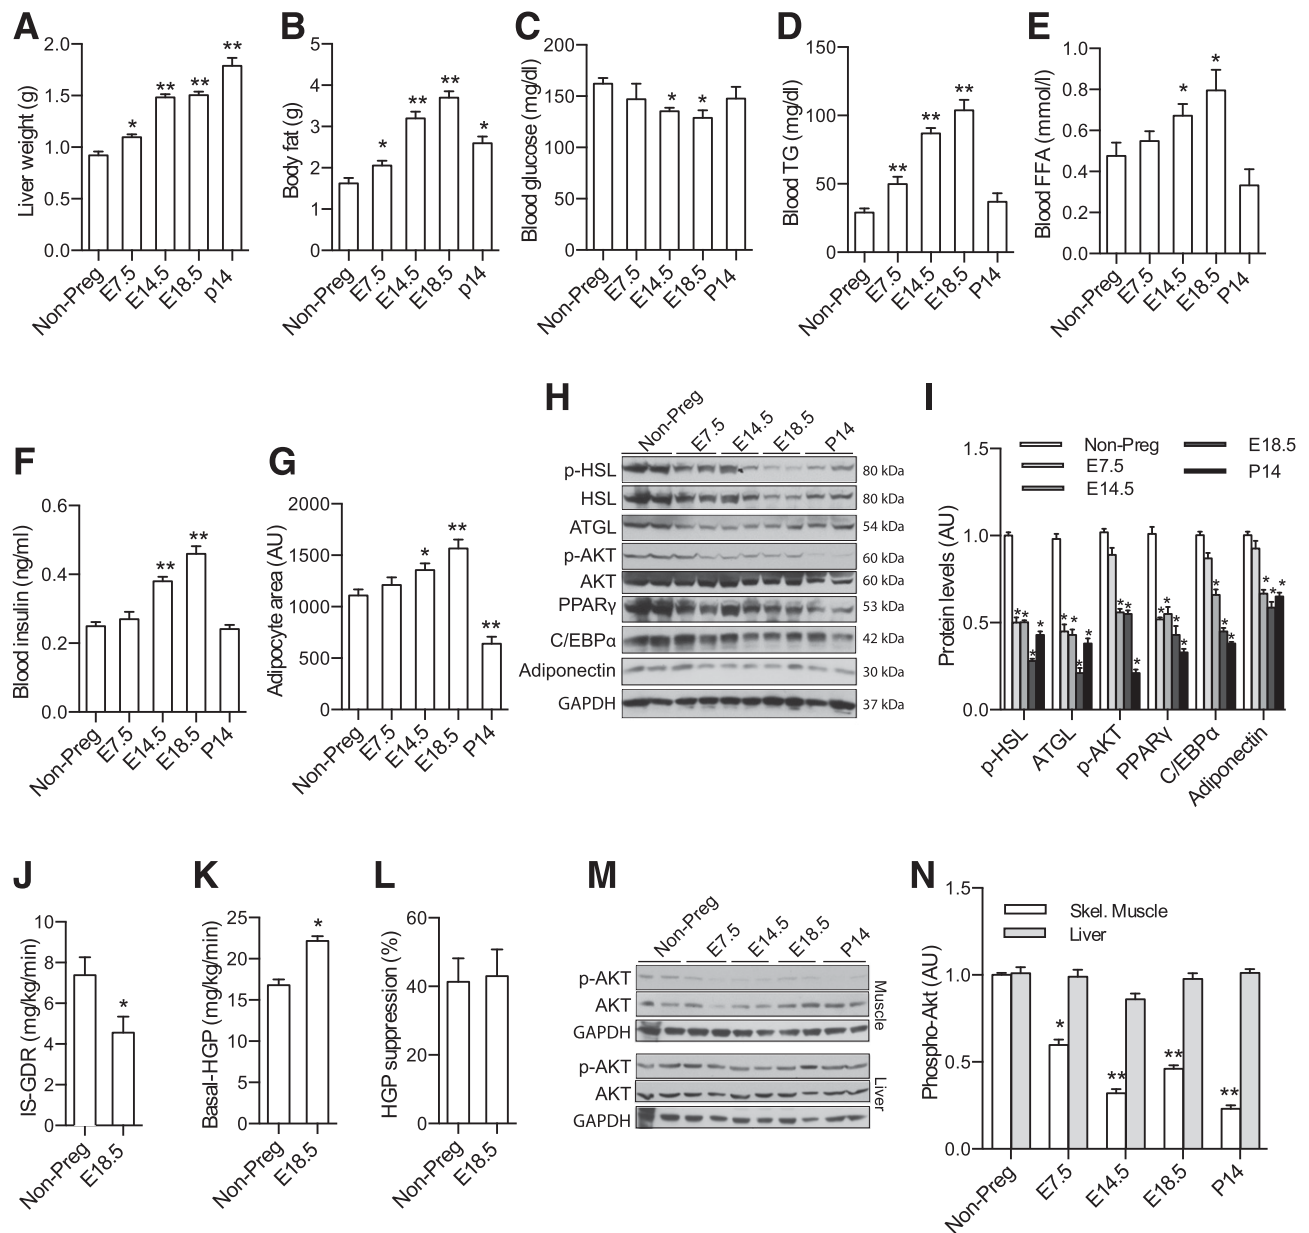 A
Liver weight (g)
2.0
1.5
1.0
0.5
0.0
*
**
**
**
Non-Preg
E7.5
E14.5
E18.5
p14
B
Body fat (g)
5
4
3
2
1
0
*
**
**
*
Non-Preg
E7.5
E14.5
E18.5
p14
C
Blood glucose (mg/dl)
200
150
100
50
0
*
*
Non-Preg
E7.5
E14.5
E18.5
P14
D
Blood TG (mg/dl)
150
100
50
0
**
**
**
Non-Preg
E7.5
E14.5
E18.5
P14
E
Blood FFA (mmol/l)
1.0
0.8
0.6
0.4
0.2
0.0
*
*
Non-Preg
E7.5
E14.5
E18.5
P14
F
Blood insulin (ng/ml)
0.6
0.4
0.2
0.0
**
**
Non-Preg
E7.5
E14.5
E18.5
P14
G
Adipocyte area (AU)
2000
1500
1000
500
0
*
**
**
Non-Preg
E7.5
E14.5
E18.5
P14
H
Non-Preg
E7.5
E14.5
E18.5
P14
p-HSL 80 kDa
HSL 80 kDa
ATGL 54 kDa
p-AKT 60 kDa
AKT 60 kDa
PPARγ 53 kDa
C/EBPα 42 kDa
Adiponectin 30 kDa
GAPDH 37 kDa
I
Protein levels (AU)
1.5
1.0
0.5
0.0
Non-Preg
E7.5
E14.5
E18.5
P14
* * * *
* * * *
* * *
* * * *
* * *
* * *
p-HSL
ATGL
p-AKT
PPARγ
C/EBPα
Adiponectin
J
IS-GDR (mg/kg/min)
10
8
6
4
2
0
*
Non-Preg
E18.5
K
Basal-HGP (mg/kg/min)
25
20
15
10
5
0
*
Non-Preg
E18.5
L
HGP suppression (%)
60
40
20
0
Non-Preg
E18.5
M
Non-Preg
E7.5
E14.5
E18.5
P14
p-AKT
AKT
GAPDH
Muscle
p-AKT
AKT
GAPDH
Liver
N
Phospho-Akt (AU)
1.5
1.0
0.5
0.0
Skel. Muscle
Liver
*
**
**
**
Non-Preg
E7.5
E14.5
E18.5
P14